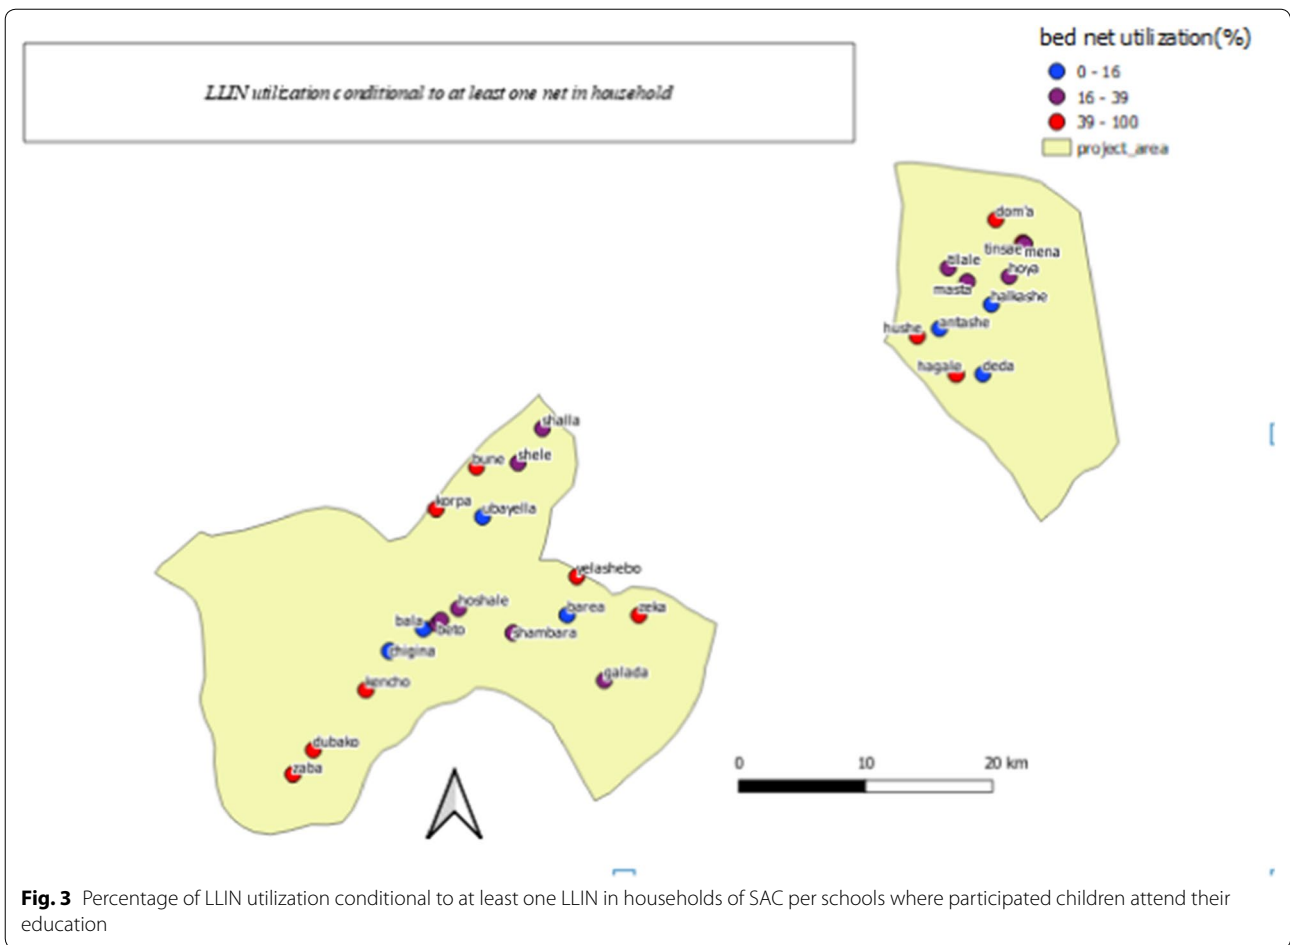 bed net utilization(%)
LLIN utilization conditional to at least one net in household
0 - 16
16 - 39
39 - 100
project_area
dom'a
tinsae mena
tilale
hoya
masta
halkashe
hushe
antashe
hagale
deda
shalla
bune
shele
korpa
ubayella
yelashebo
hoshale
barea
zeka
bala
beto
shambara
chigina
galada
kencho
dubako
zaba
0 10 20 km
Fig. 3 Percentage of LLIN utilization conditional to at least one LLIN in households of SAC per schools where participated children attend their
education